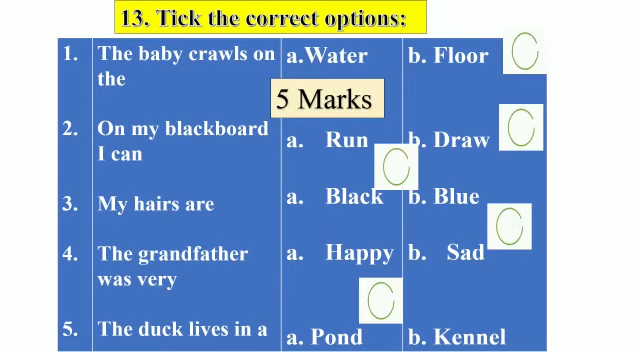 13. Tick the correct options:
1. The baby crawls on the a.Water b. Floor
5 Marks
2. On my blackboard I can a. Run b. Draw
3. My hairs are a. Black b. Blue
4. The grandfather was very a. Happy b. Sad
5. The duck lives in a a. Pond b. Kennel